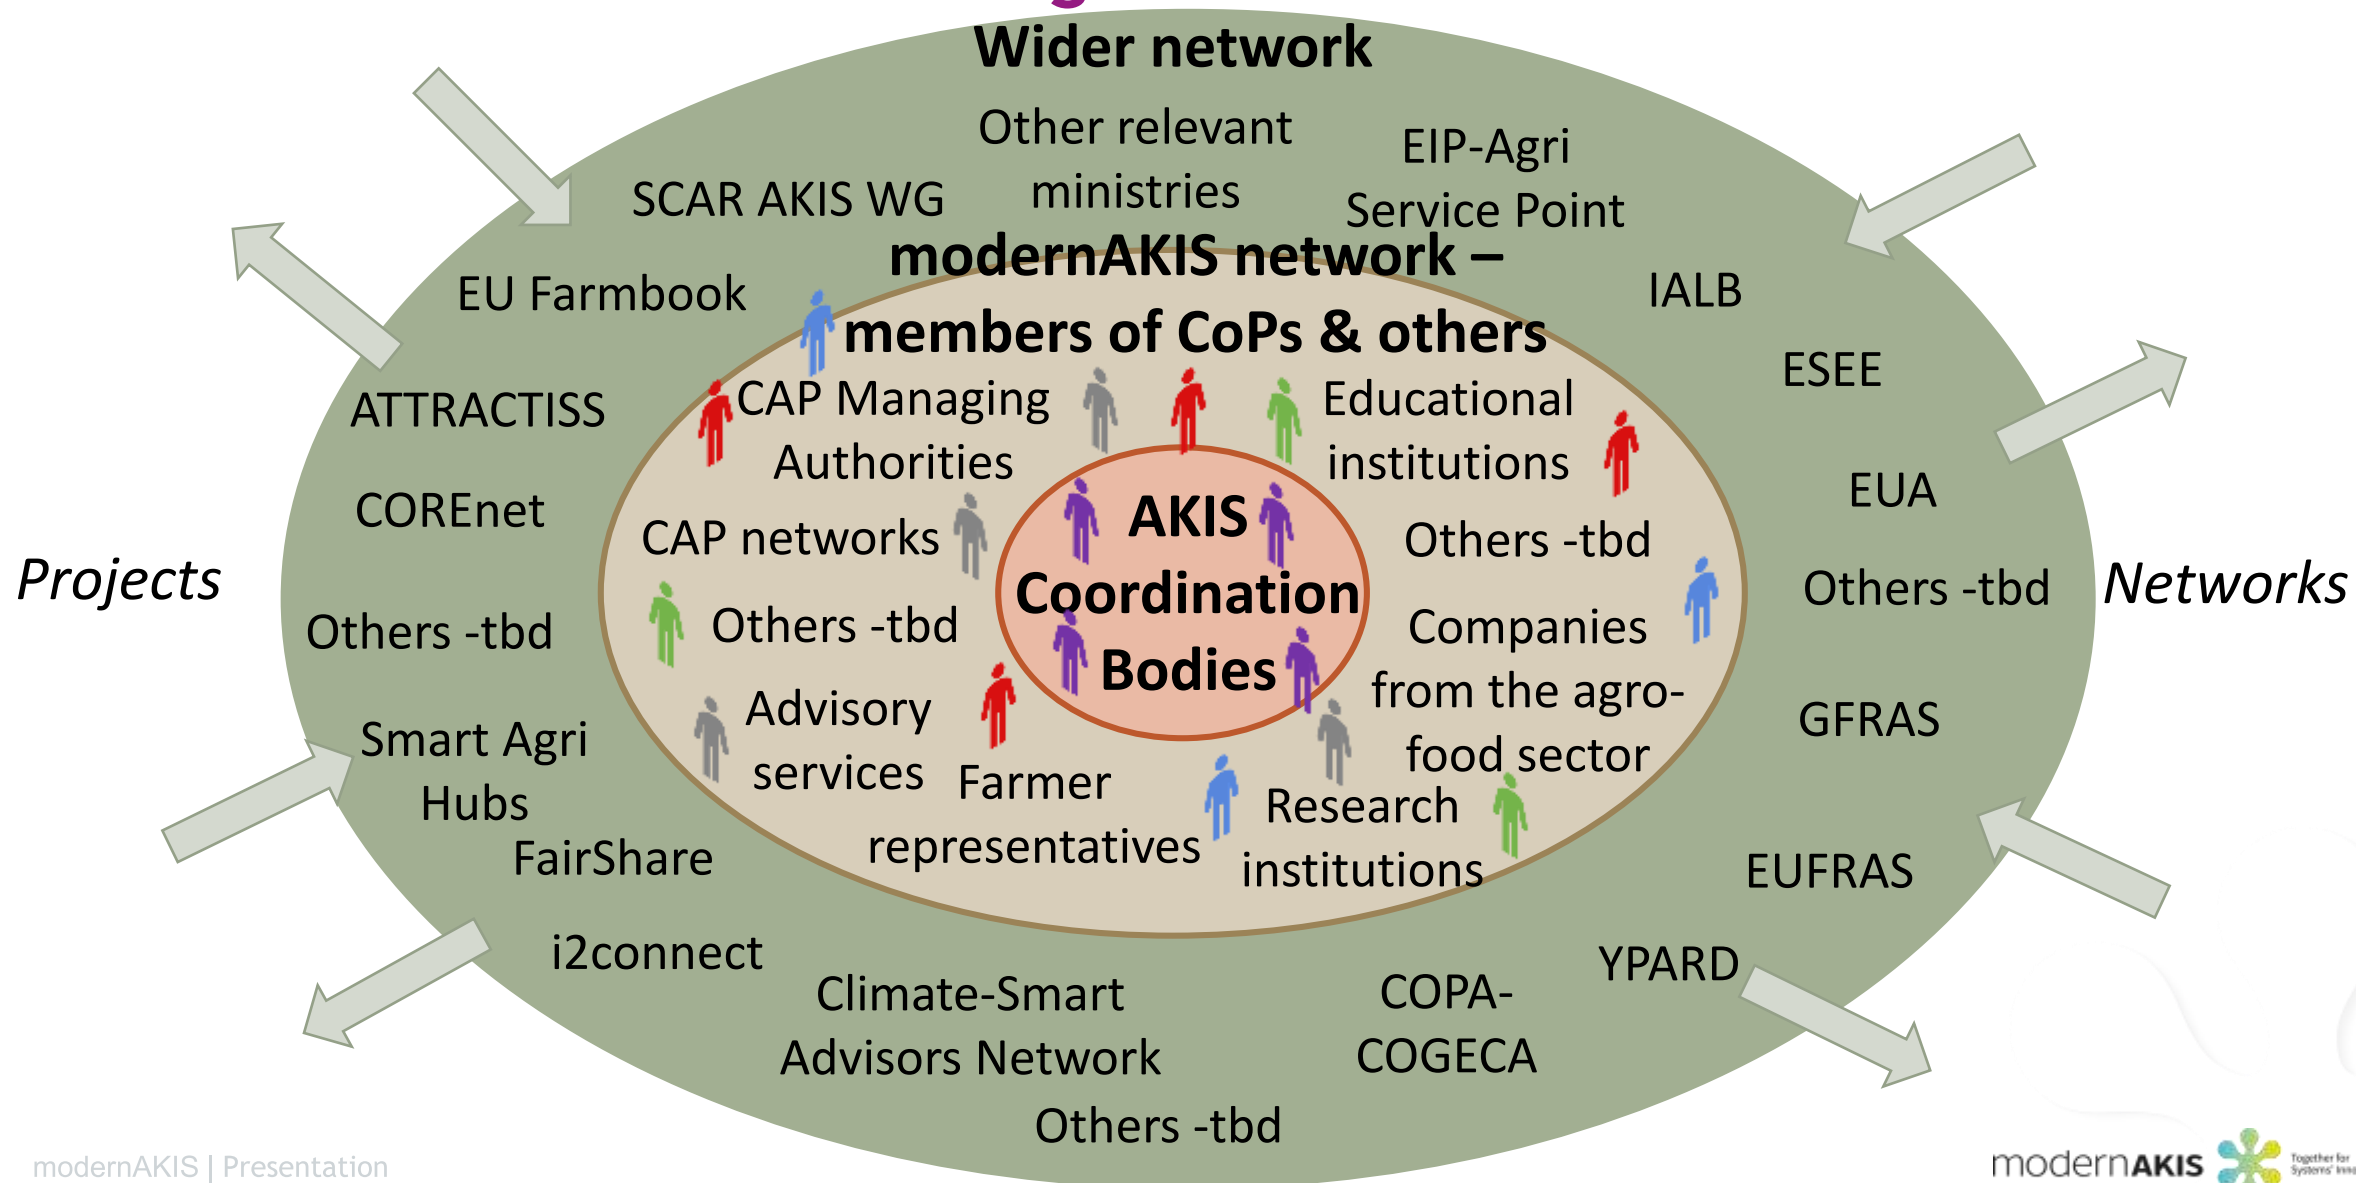 Wider network
Other relevant
ministries
EIP-Agri
Service Point
SCAR AKIS WG
modernAKIS network –
members of CoPs & others
EU Farmbook
IALB
ATTRACTISS
ESEE
CAP Managing
Authorities
Educational
institutions
COREnet
EUA
CAP networks
AKIS
Coordination
Bodies
Others -tbd
Projects
Networks
Others -tbd
Others -tbd
Others -tbd
Companies
from the agro-
food sector
Advisory
services
Smart Agri
Hubs
GFRAS
Farmer
representatives
Research
institutions
FairShare
EUFRAS
i2connect
YPARD
Climate-Smart
Advisors Network
COPA-
COGECA
Others -tbd
modernAKIS | Presentation
modernAKIS
Together for
Systems'